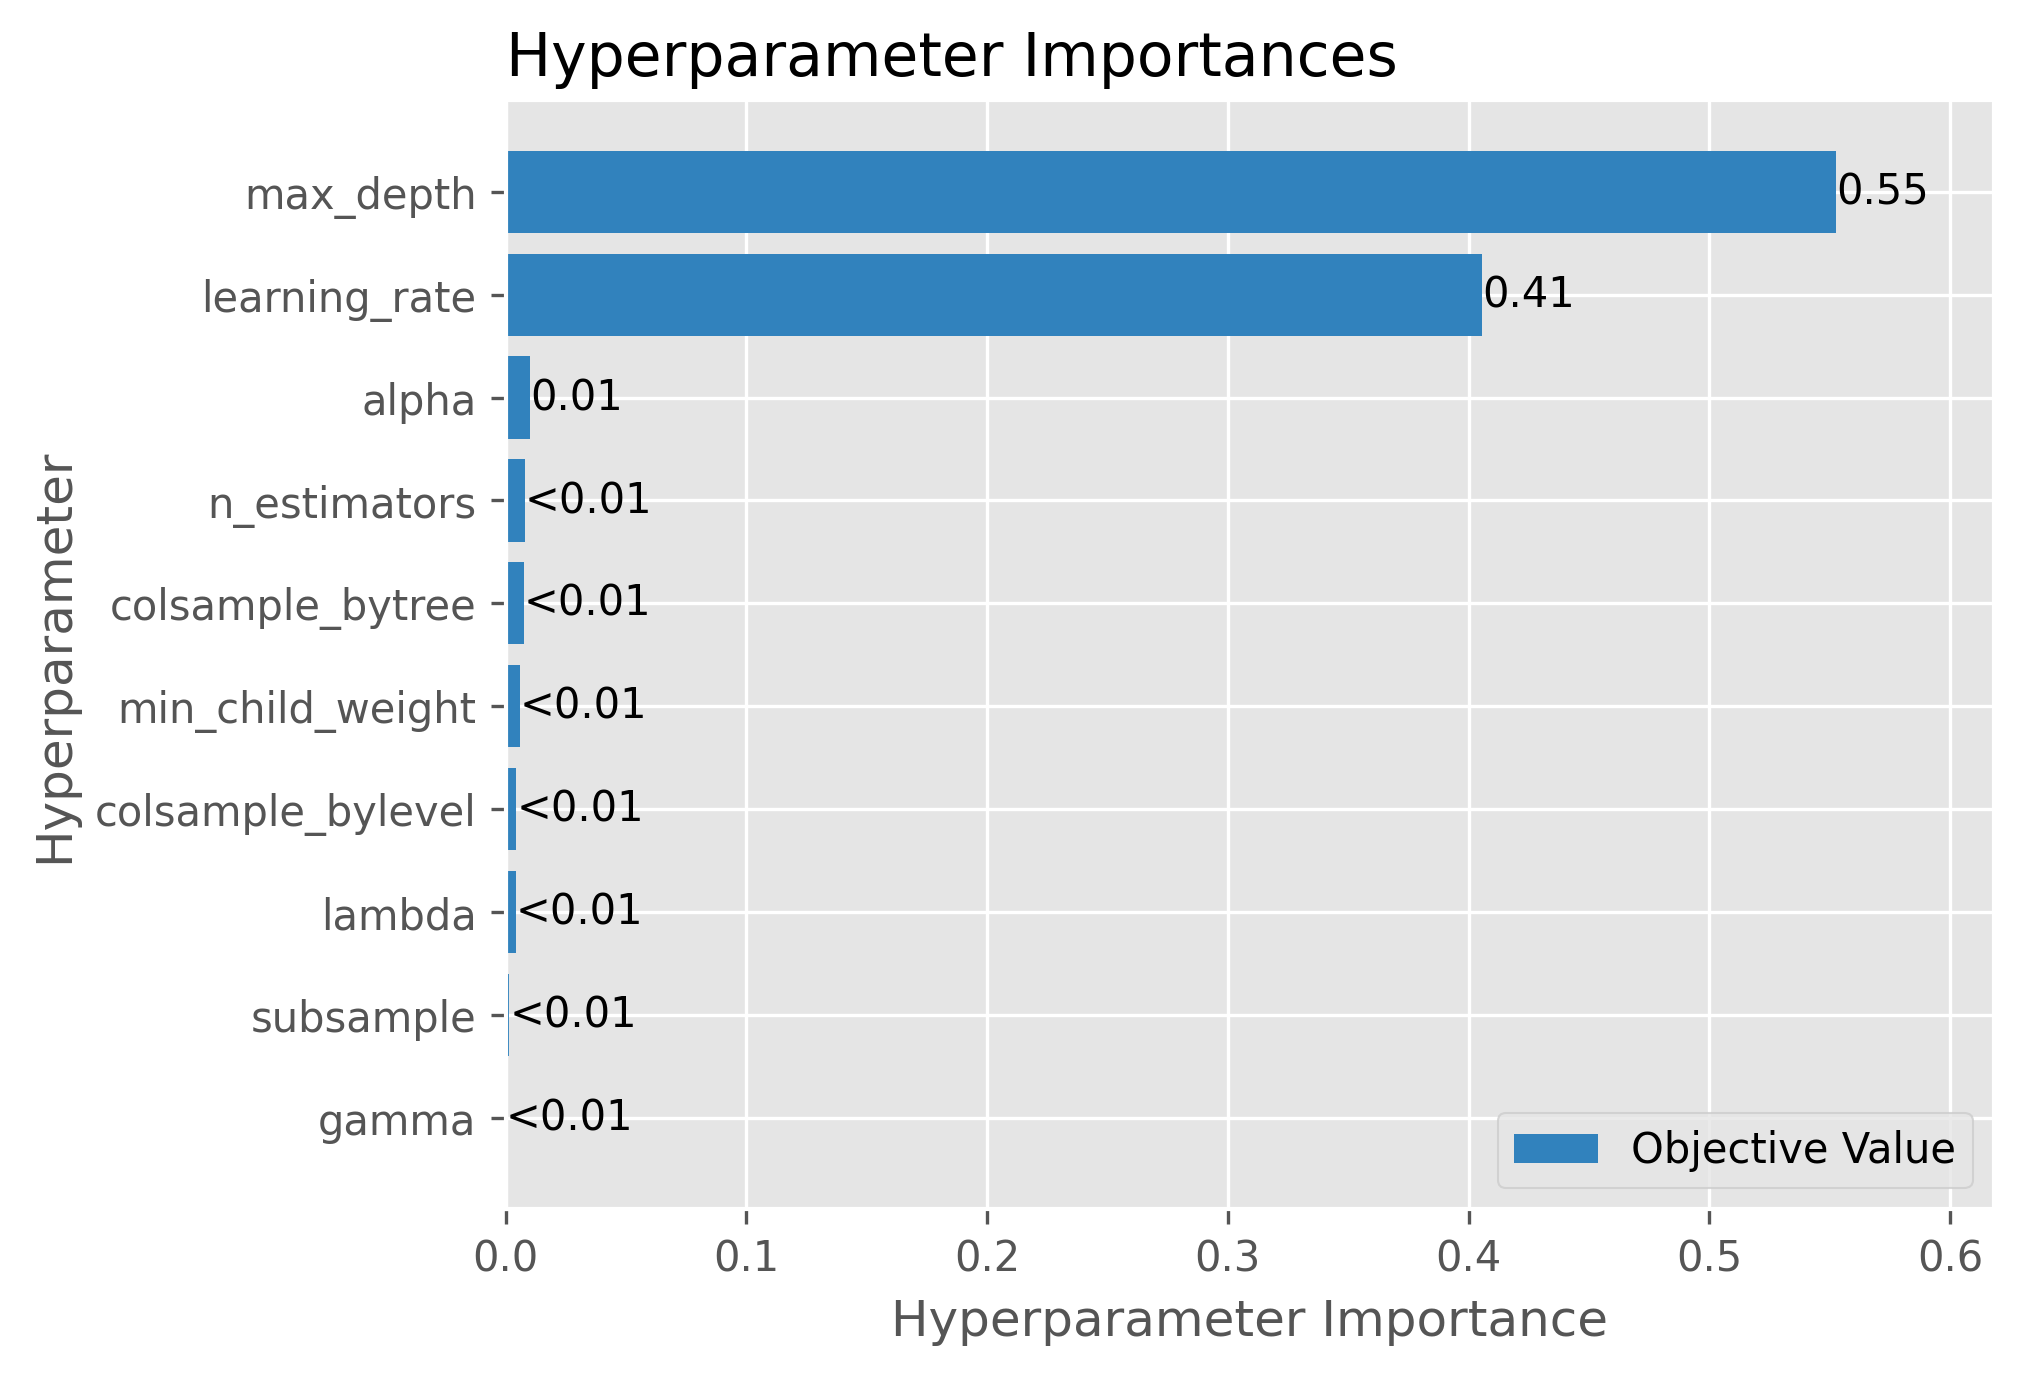 Hyperparameter Importances
Hyperparameter
max_depth
0.55
learning_rate
0.41
alpha
0.01
n_estimators
<0.01
colsample_bytree
<0.01
min_child_weight
<0.01
colsample_bylevel
<0.01
lambda
<0.01
subsample
<0.01
gamma
<0.01
Objective Value
0.0 0.1 0.2 0.3 0.4 0.5 0.6
Hyperparameter Importance